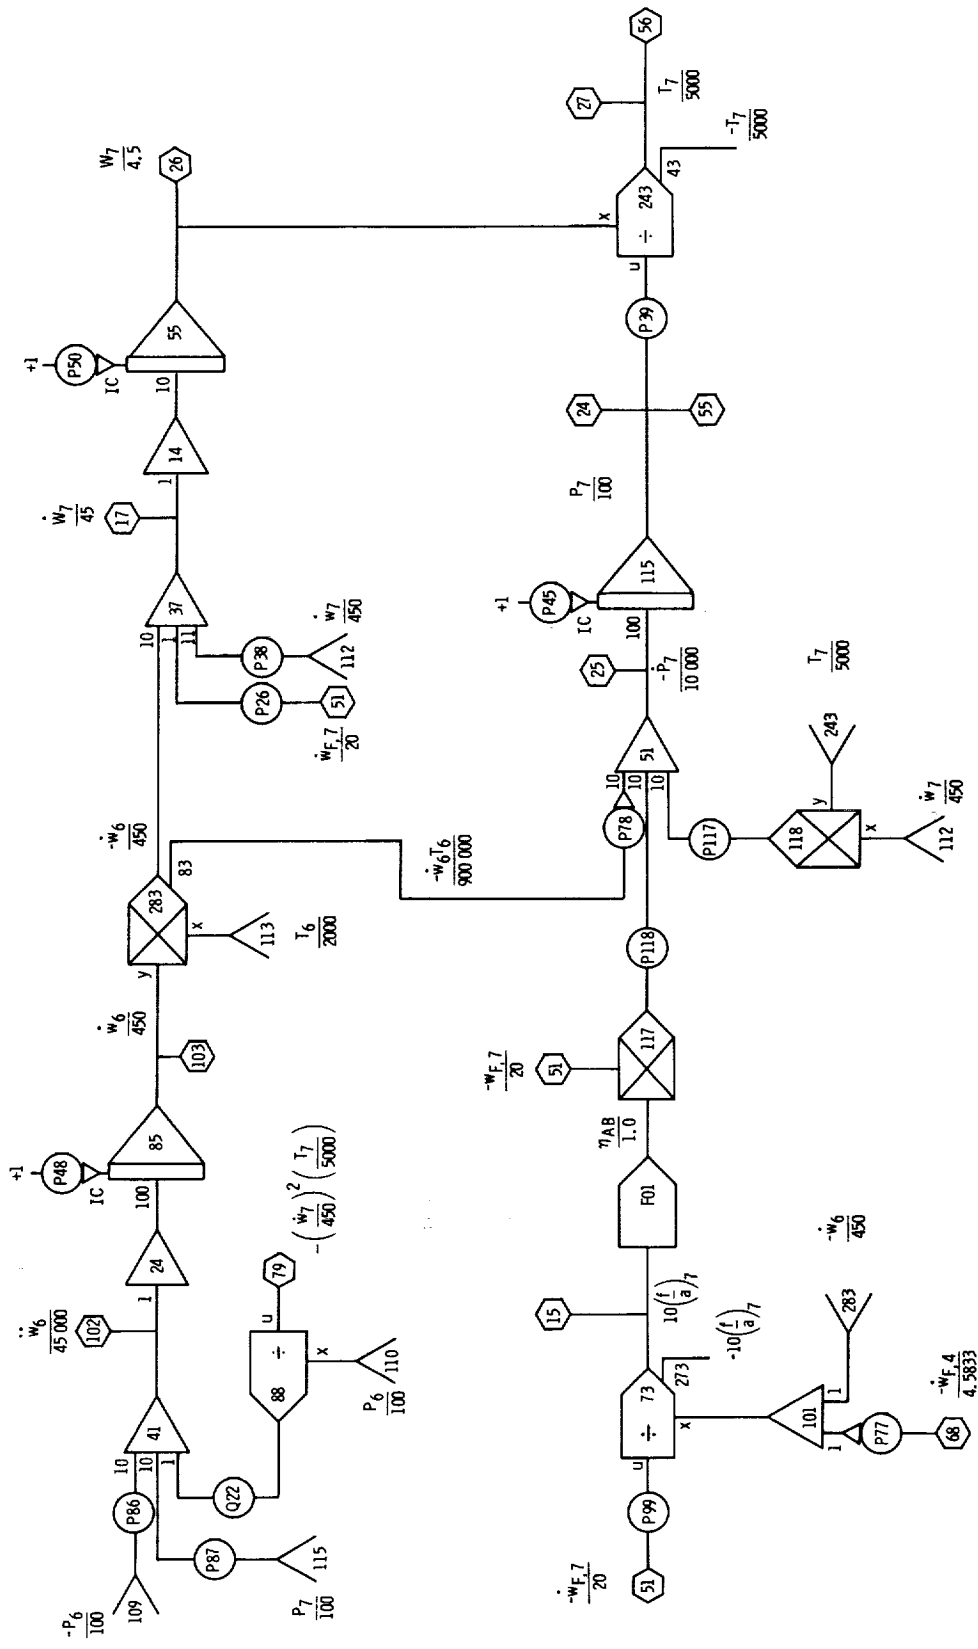 -P6/100
109
P86
10
10
1
41
P87
115
P7/100
Q22
88
÷
u
x
79
-(ẇ7/450)² (T7/5000)
110
P6/100
ẅ6/45 000
102
1
24
100
+1
P48
IC
85
103
ẇ6/450
y
x
283
83
113
T6/2000
-ẇ6/450
-ẇ6T6/900 000
10
1
11
37
P26
51
ẇF,7/20
P38
112
ẇ7/450
Ẇ7/45
17
1
14
10
+1
P50
IC
55
W7/4.5
26
-ẇF,7/20
51
P99
u
÷
73
x
273
-10(f/a)7
101
1
1
P77
68
-ẇF,4/4.5833
283
-ẇ6/450
15
10(f/a)7
F01
ηAB/1.0
-wF,7/20
51
117
P118
P78
10
10
10
51
P117
118
y
x
243
T7/5000
112
ẇ7/450
25
-Ṗ7/10 000
100
+1
P45
IC
115
P7/100
24
55
P39
u
÷
x
243
43
-T7/5000
27
T7/5000
56